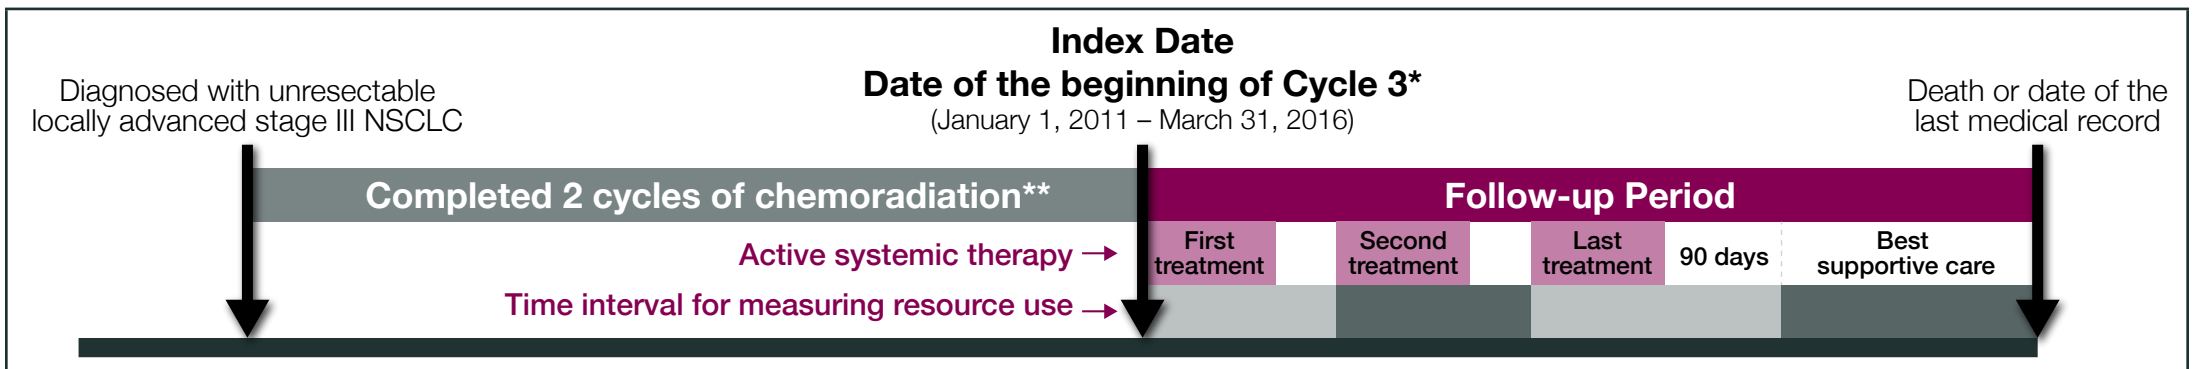 Index Date
Date of the beginning of Cycle 3*
(January 1, 2011 – March 31, 2016)
Diagnosed with unresectable
locally advanced stage III NSCLC
Death or date of the
last medical record
Completed 2 cycles of chemoradiation**
Follow-up Period
Active systemic therapy
First
treatment
Second
treatment
Last
treatment
90 days
Best
supportive care
Time interval for measuring resource use